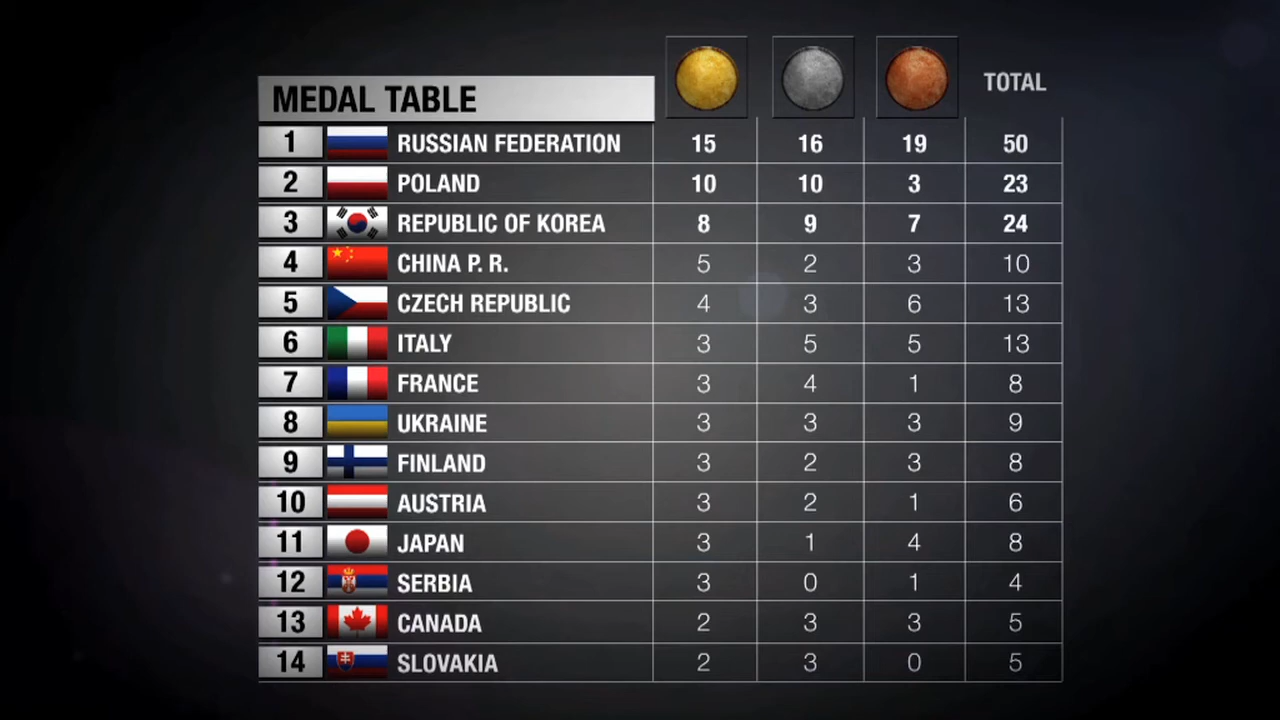 MEDAL TABLE TOTAL
1 RUSSIAN FEDERATION 15 16 19 50
2 POLAND 10 10 3 23
3 REPUBLIC OF KOREA 8 9 7 24
4 CHINA P. R. 5 2 3 10
5 CZECH REPUBLIC 4 3 6 13
6 ITALY 3 5 5 13
7 FRANCE 3 4 1 8
8 UKRAINE 3 3 3 9
9 FINLAND 3 2 3 8
10 AUSTRIA 3 2 1 6
11 JAPAN 3 1 4 8
12 SERBIA 3 0 1 4
13 CANADA 2 3 3 5
14 SLOVAKIA 2 3 0 5